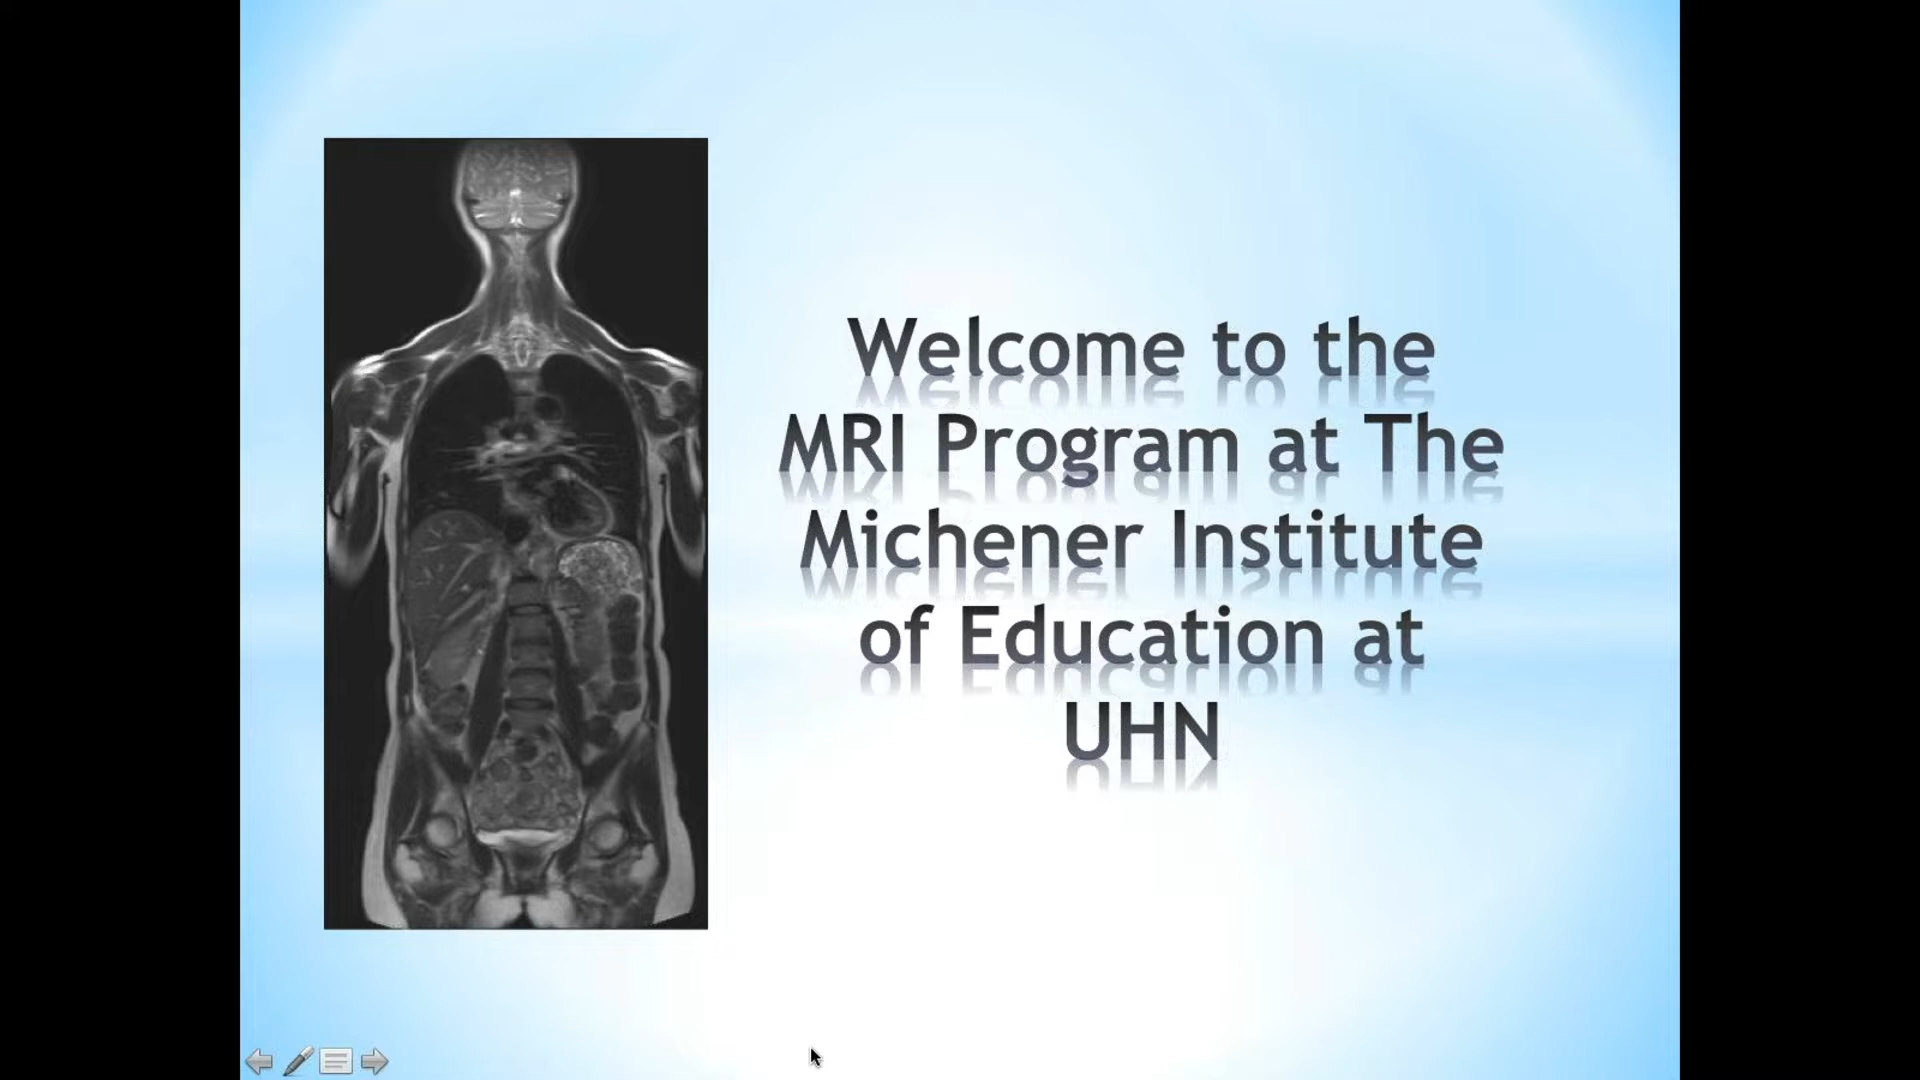 Welcome to the
MRI Program at The
Michener Institute
of Education at
UHN